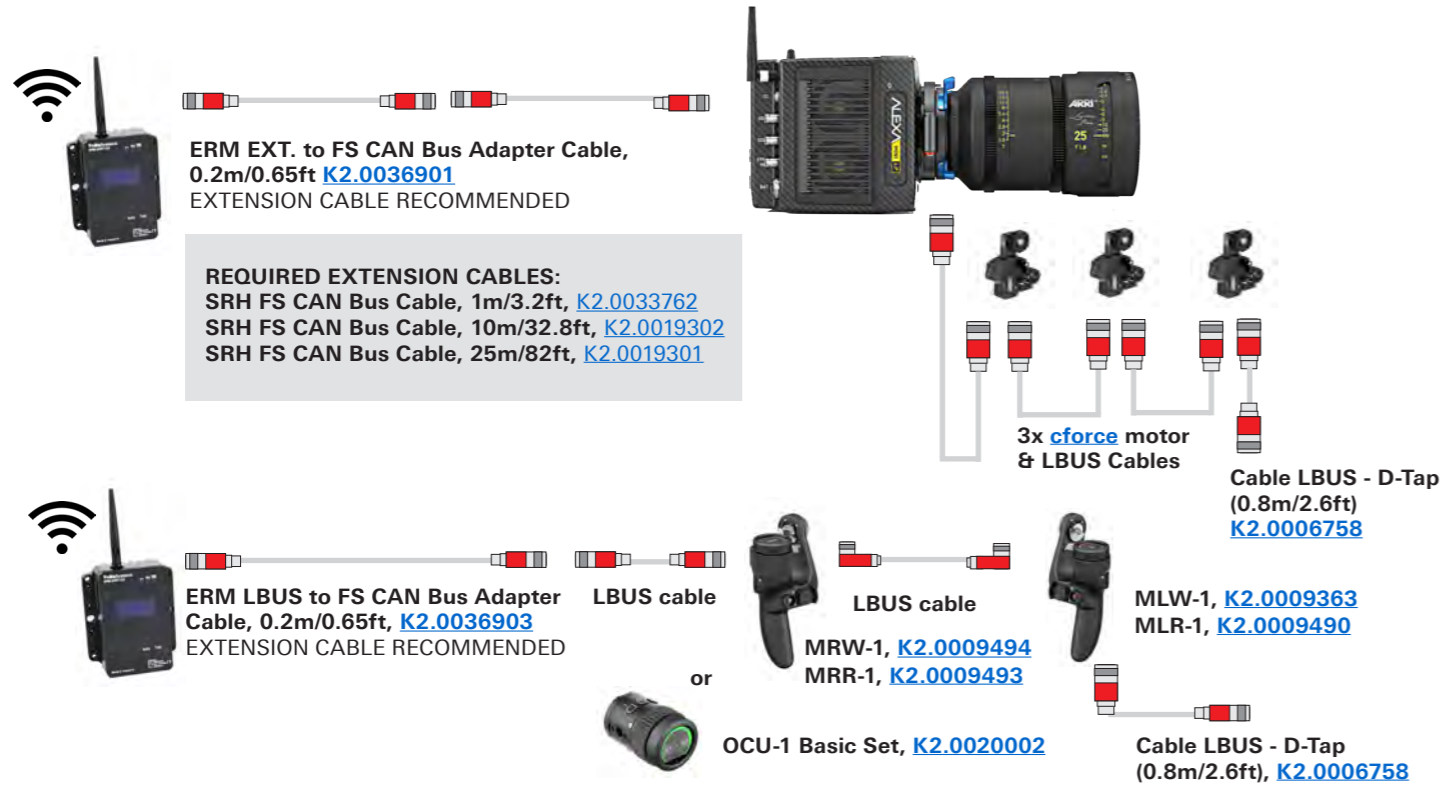 ERM EXT. to FS CAN Bus Adapter Cable,
0.2m/0.65ft K2.0036901
EXTENSION CABLE RECOMMENDED
REQUIRED EXTENSION CABLES:
SRH FS CAN Bus Cable, 1m/3.2ft, K2.0033762
SRH FS CAN Bus Cable, 10m/32.8ft, K2.0019302
SRH FS CAN Bus Cable, 25m/82ft, K2.0019301
ALEXA
ARRI
25
3x cforce motor
& LBUS Cables
Cable LBUS - D-Tap
(0.8m/2.6ft)
K2.0006758
ERM LBUS to FS CAN Bus Adapter
Cable, 0.2m/0.65ft, K2.0036903
EXTENSION CABLE RECOMMENDED
LBUS cable
LBUS cable
MRW-1, K2.0009494
MRR-1, K2.0009493
MLW-1, K2.0009363
MLR-1, K2.0009490
or
OCU-1 Basic Set, K2.0020002
Cable LBUS - D-Tap
(0.8m/2.6ft), K2.0006758